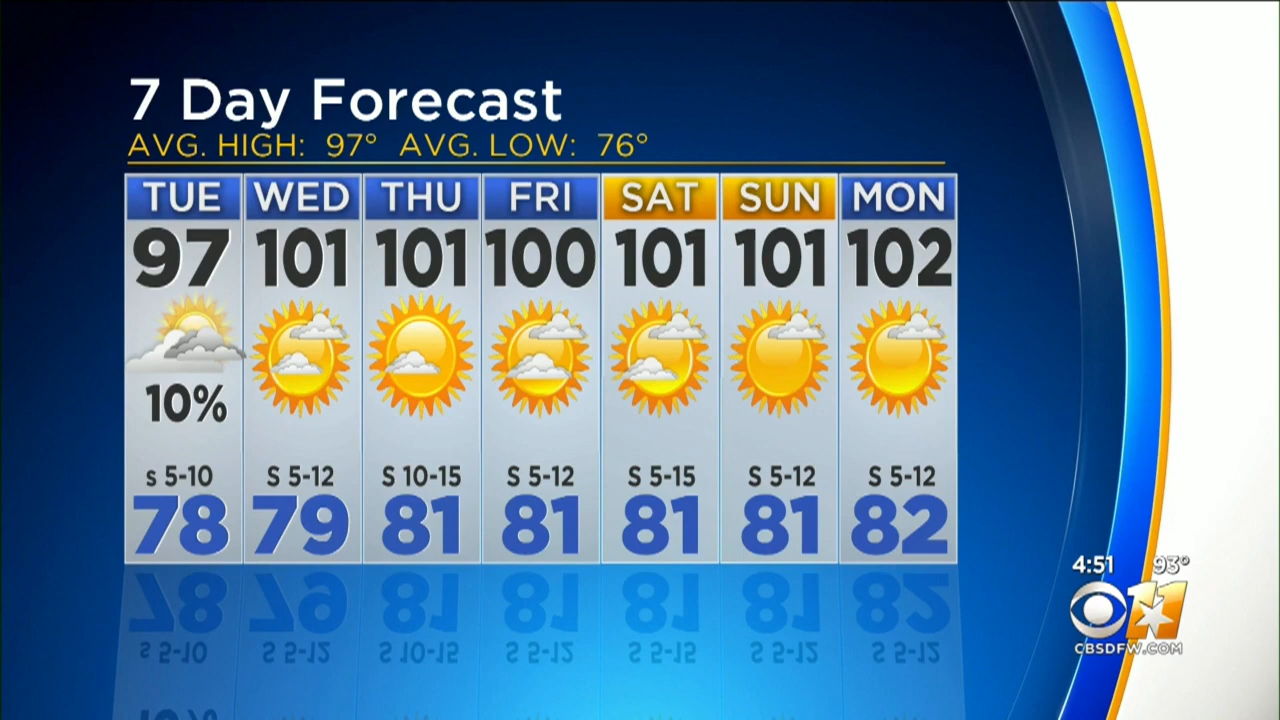 7 Day Forecast
AVG. HIGH: 97° AVG. LOW: 76°
TUE WED THU FRI SAT SUN MON
97 101 101 100 101 101 102
10%
s 5-10 S 5-12 S 10-15 S 5-12 S 5-15 S 5-12 S 5-12
78 79 81 81 81 81 82
4:51 93°
11
CBSDFW.COM